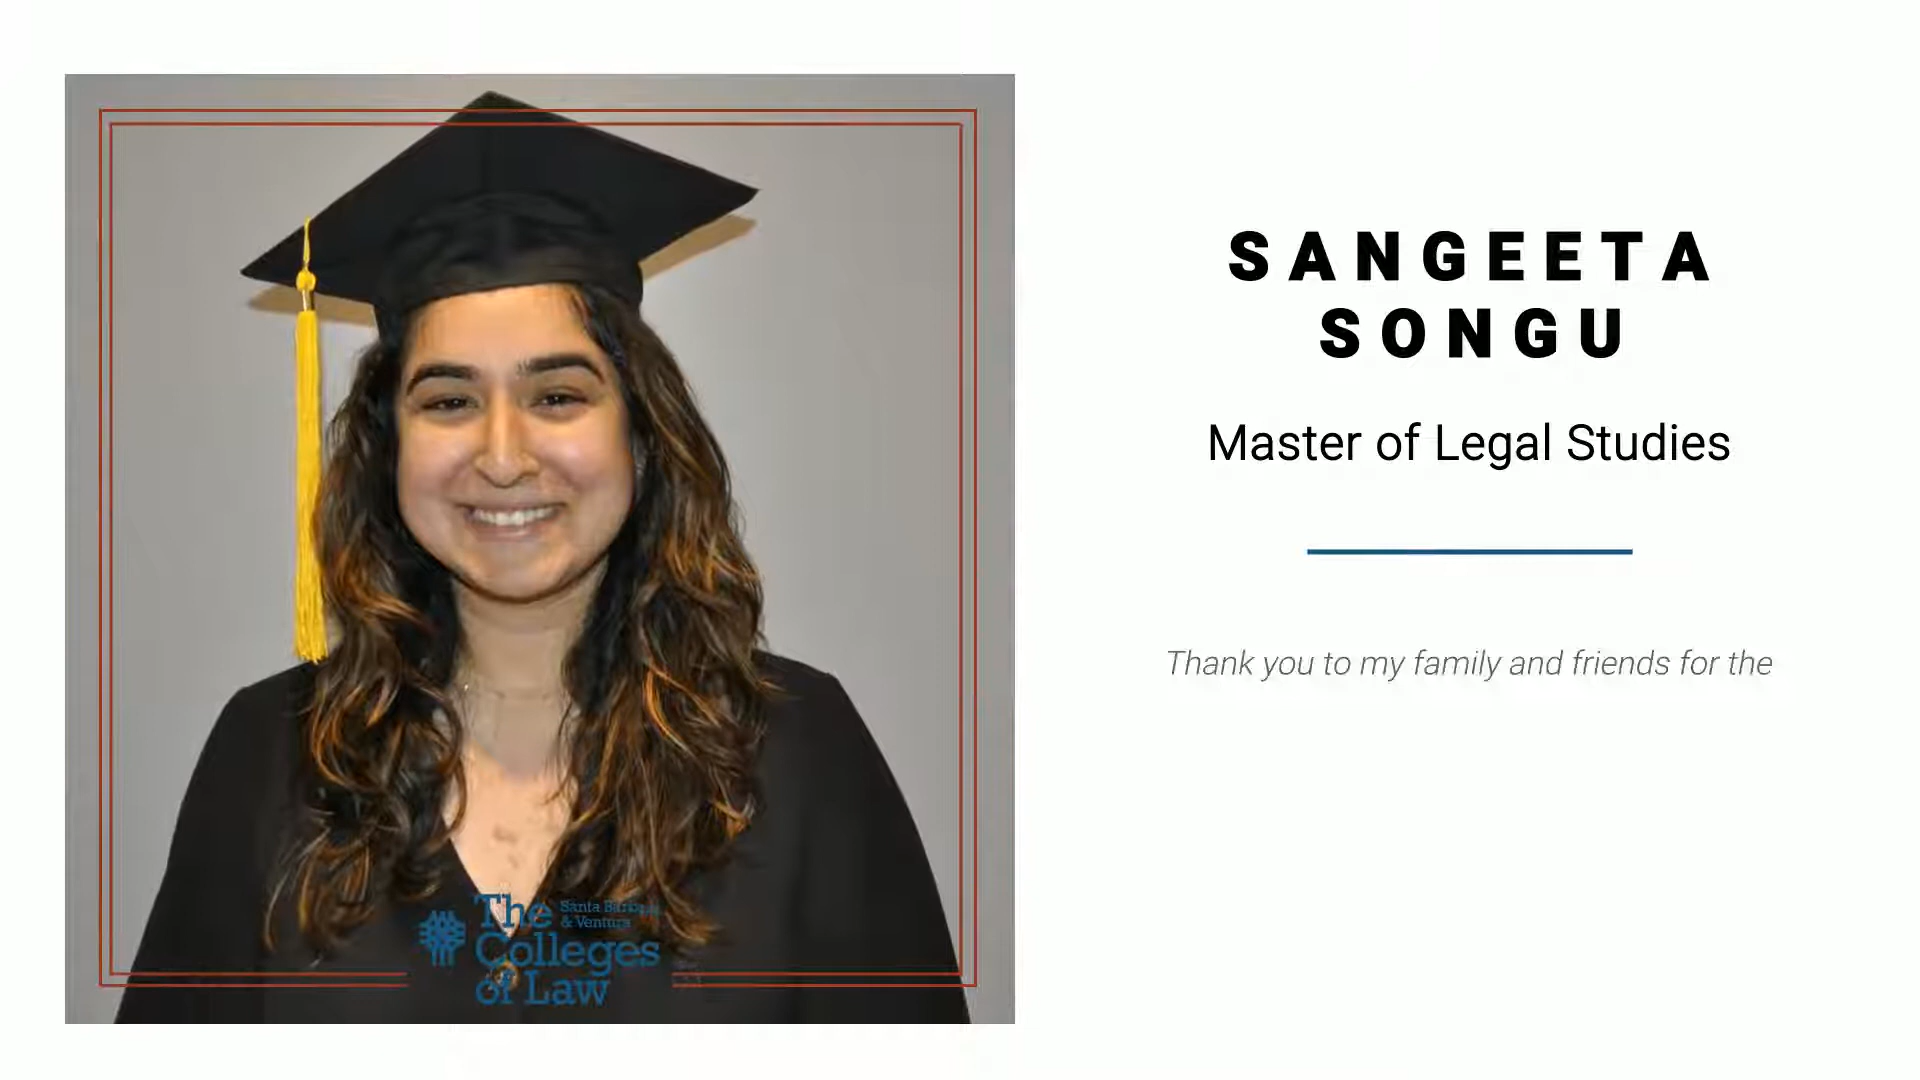 SANGEETA
SONGU
Master of Legal Studies
Thank you to my family and friends for the
The
Santa Barbara
& Ventura
Colleges
of Law